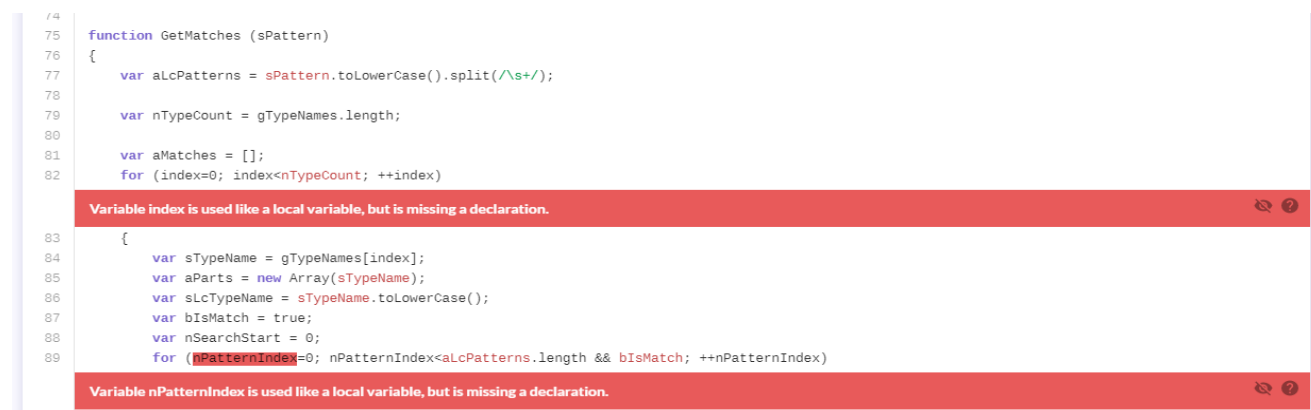 74
75 function GetMatches (sPattern)
76 {
77 var aLcPatterns = sPattern.toLowerCase().split(/\s+/);
78
79 var nTypeCount = gTypeNames.length;
80
81 var aMatches = [];
82 for (index=0; index<nTypeCount; ++index)
Variable index is used like a local variable, but is missing a declaration.
83 {
84 var sTypeName = gTypeNames[index];
85 var aParts = new Array(sTypeName);
86 var sLcTypeName = sTypeName.toLowerCase();
87 var bIsMatch = true;
88 var nSearchStart = 0;
89 for (nPatternIndex=0; nPatternIndex<aLcPatterns.length && bIsMatch; ++nPatternIndex)
Variable nPatternIndex is used like a local variable, but is missing a declaration.